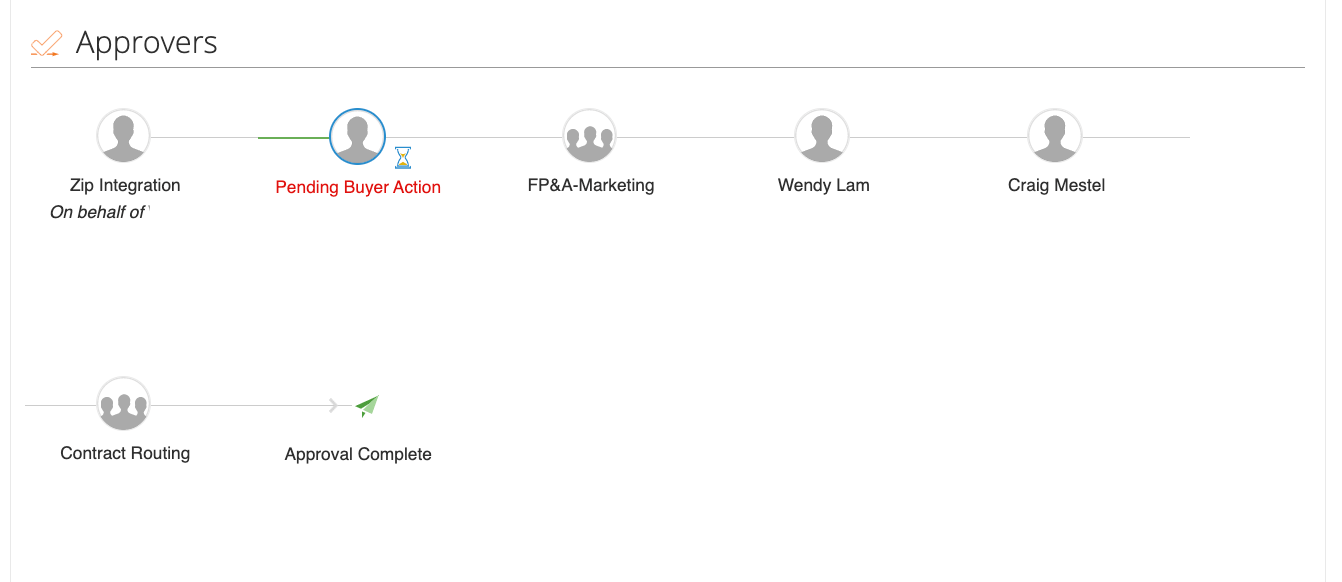 Approvers
Zip Integration
Pending Buyer Action
FP&A-Marketing
Wendy Lam
Craig Mestel
On behalf of
Contract Routing
Approval Complete